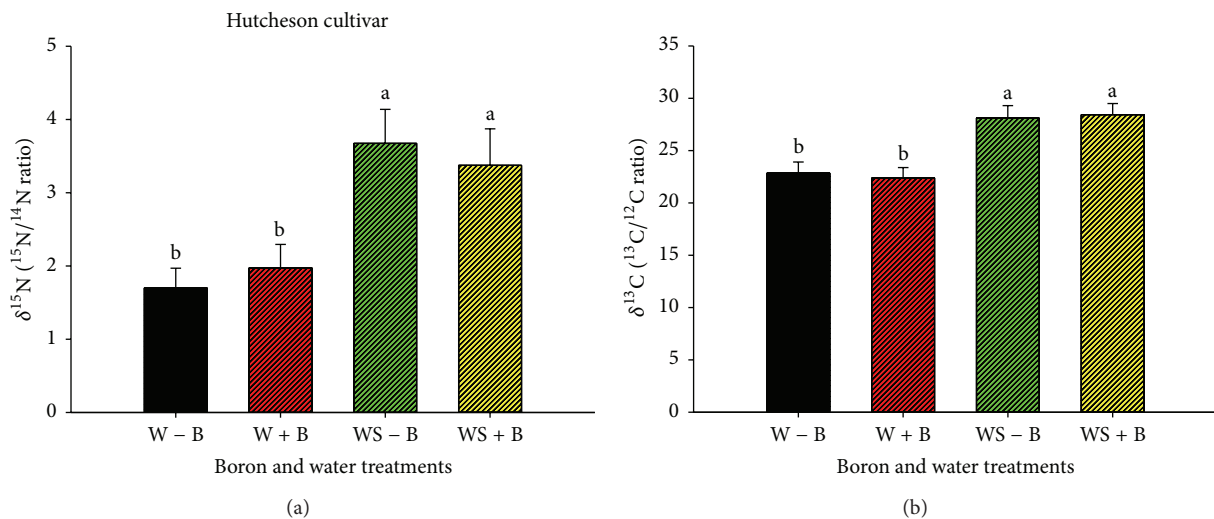 Hutcheson cultivar
δ¹⁵N (¹⁵N/¹⁴N ratio)
5
4
3
2
1
0
b
b
a
a
W − B
W + B
WS − B
WS + B
Boron and water treatments
(a)
δ¹³C (¹³C/¹²C ratio)
35
30
25
20
15
10
5
0
b
b
a
a
W − B
W + B
WS − B
WS + B
Boron and water treatments
(b)